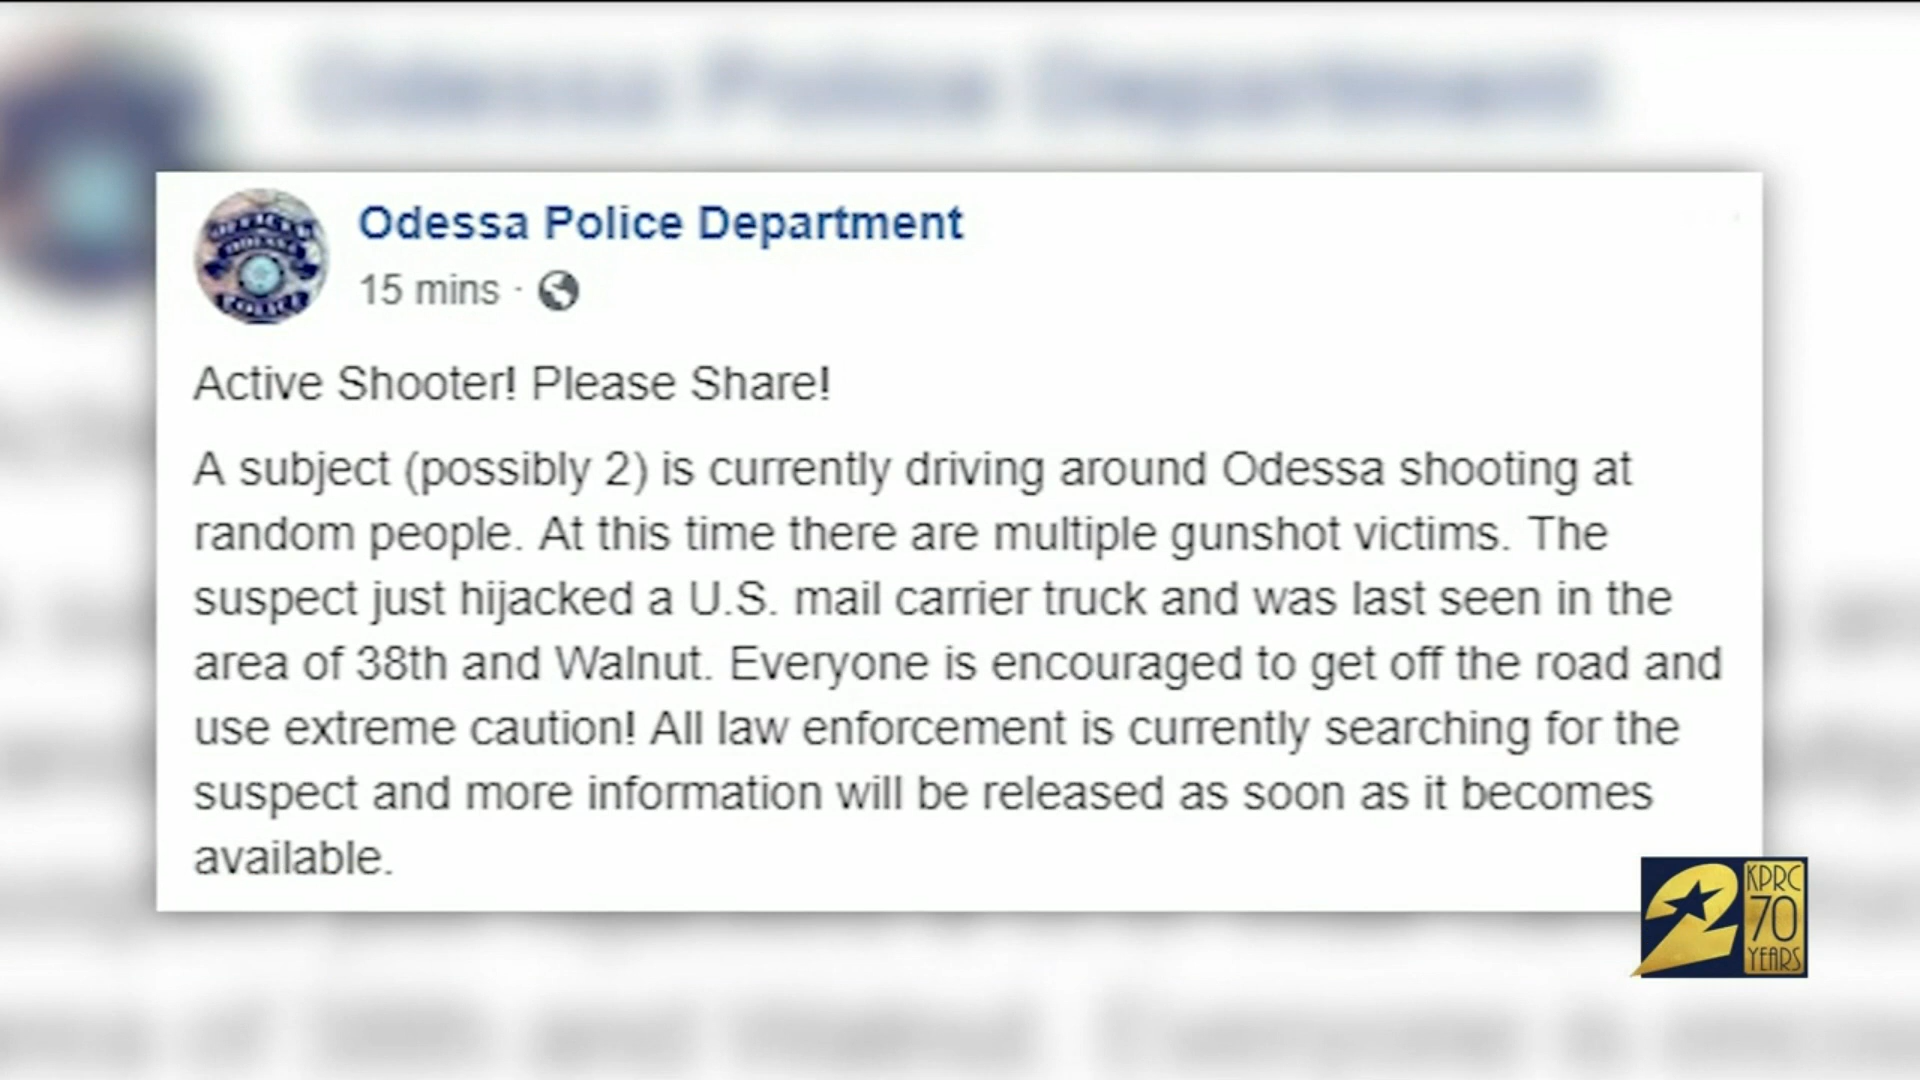 Odessa Police Department
Odessa Police Department
15 mins ·
Active Shooter! Please Share!
A subject (possibly 2) is currently driving around Odessa shooting at
random people. At this time there are multiple gunshot victims. The
suspect just hijacked a U.S. mail carrier truck and was last seen in the
area of 38th and Walnut. Everyone is encouraged to get off the road and
use extreme caution! All law enforcement is currently searching for the
suspect and more information will be released as soon as it becomes
available.
2
KPRC
70
YEARS